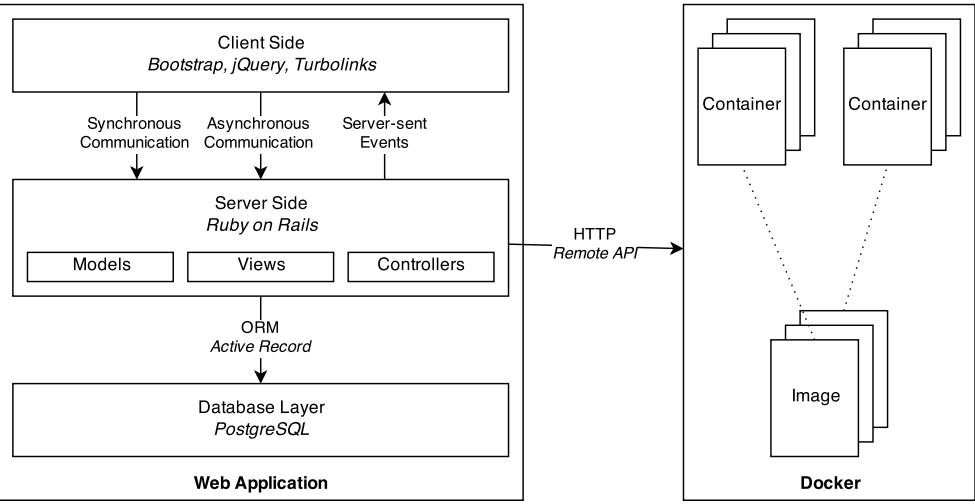 Client Side
Bootstrap, jQuery, Turbolinks
Synchronous
Communication
Asynchronous
Communication
Server-sent
Events
Server Side
Ruby on Rails
Models
Views
Controllers
ORM
Active Record
Database Layer
PostgreSQL
Web Application
HTTP
Remote API
Container
Container
Image
Docker